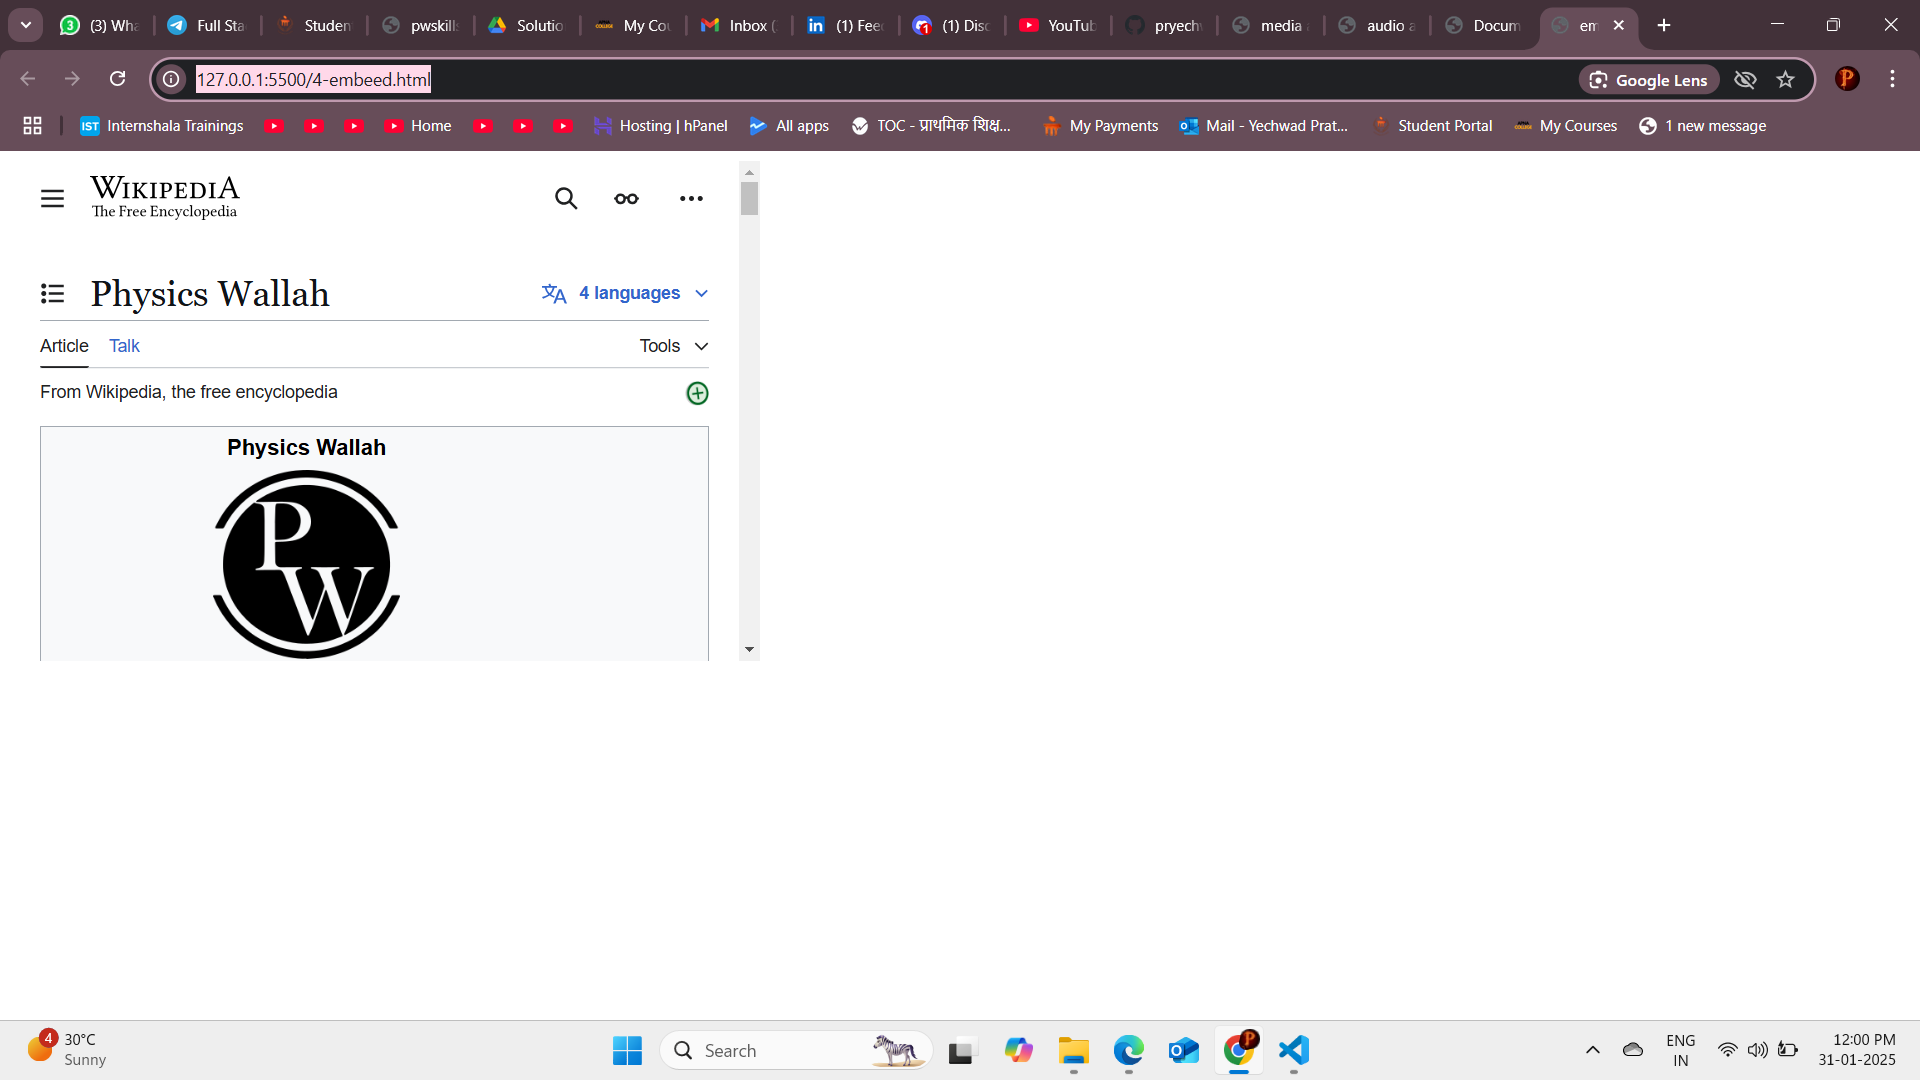 (3) Wha Full Sta Studen pwskills Solutio My Cou Inbox (1) Feed (1) Disc YouTub pryechw media audio a Docum em
127.0.0.1:5500/4-embeed.html Google Lens
IST Internshala Trainings Home Hosting | hPanel All apps TOC - प्राथमिक शिक्ष... My Payments Mail - Yechwad Prat... Student Portal My Courses 1 new message
WIKIPEDIA
The Free Encyclopedia
Physics Wallah 4 languages
Article Talk Tools
From Wikipedia, the free encyclopedia
Physics Wallah
P
W
4 30°C
Sunny
Search
ENG
IN
12:00 PM
31-01-2025